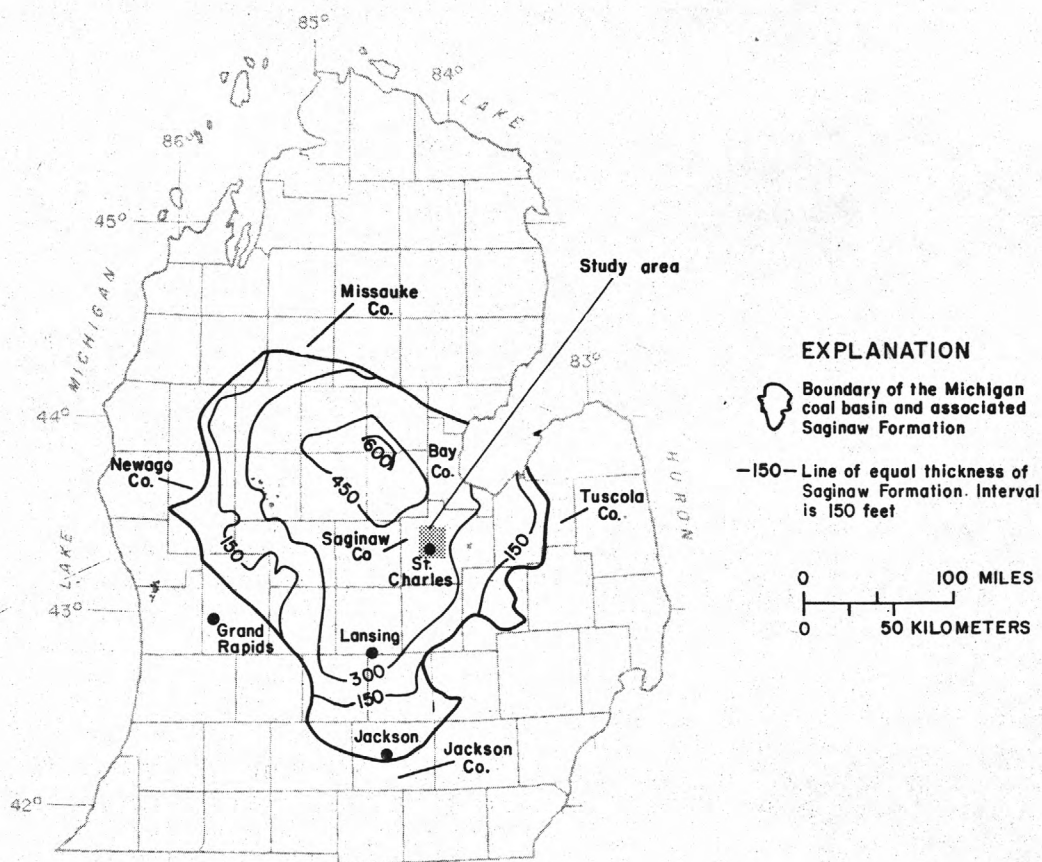 85°
84°
LAKE
86°
45°
MICHIGAN
Study area
Missauke
Co.
EXPLANATION
83°
Boundary of the Michigan
coal basin and associated
Saginaw Formation
44°
600
Bay
Co.
Newago
Co.
450
HURON
-150- Line of equal thickness of
Saginaw Formation. Interval
is 150 feet
Tuscola
Co.
150
Saginaw
Co
150
St.
Charles
LAKE
0 100 MILES
0 50 KILOMETERS
43°
Grand
Rapids
Lansing
300
150
Jackson
Jackson
Co.
42°